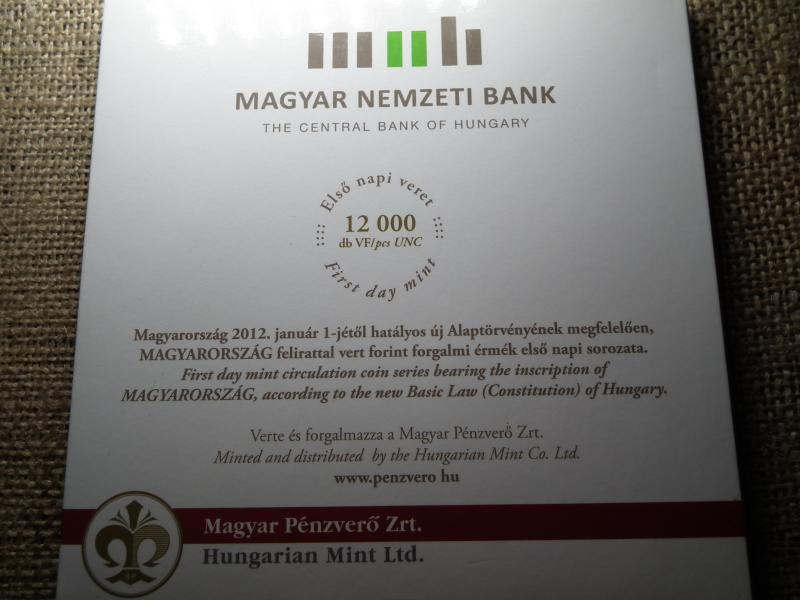 MAGYAR NEMZETI BANK
THE CENTRAL BANK OF HUNGARY
Első napi veret
12 000
db VF/pcs UNC
First day mint
Magyarország 2012. január 1-jétől hatályos új Alaptörvényének megfelelően,
MAGYARORSZÁG felirattal vert forint forgalmi érmék első napi sorozata.
First day mint circulation coin series bearing the inscription of
MAGYARORSZÁG, according to the new Basic Law (Constitution) of Hungary.
Verte és forgalmazza a Magyar Pénzverő Zrt.
Minted and distributed by the Hungarian Mint Co. Ltd.
www.penzvero hu
Magyar Pénzverő Zrt.
Hungarian Mint Ltd.